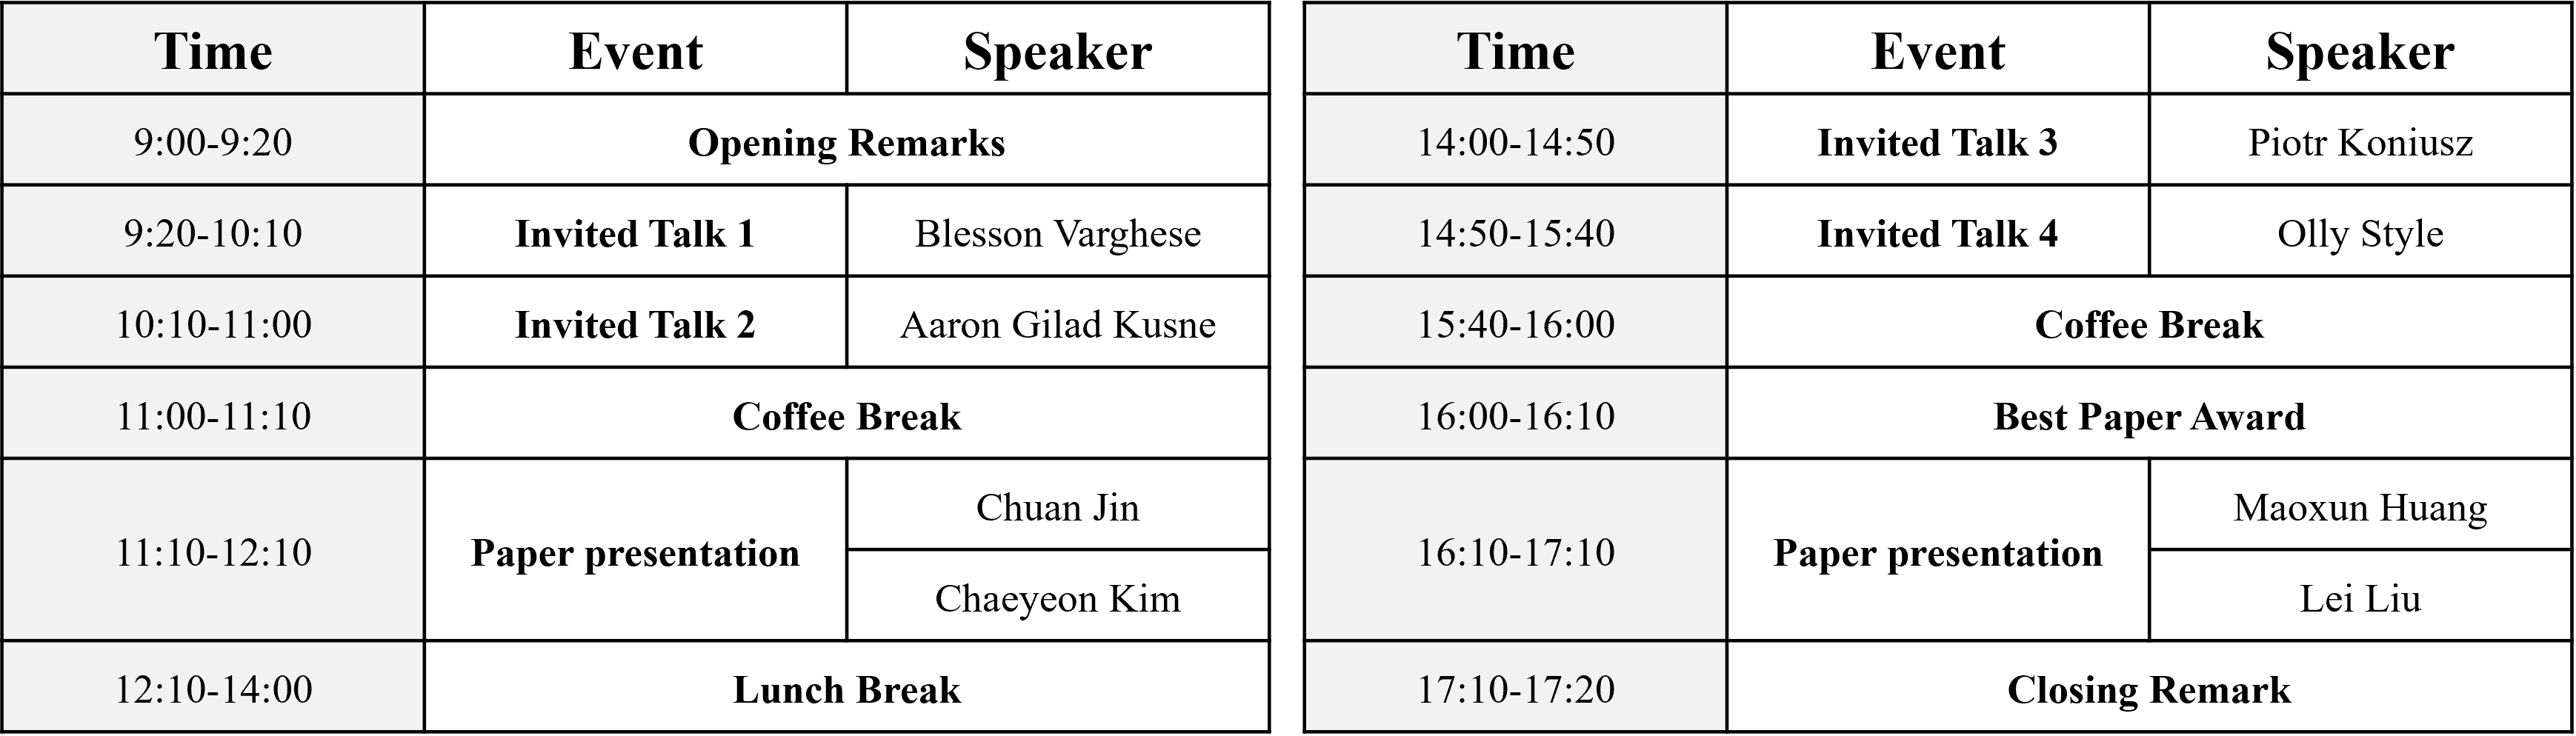 Time Event Speaker
9:00-9:20 Opening Remarks
9:20-10:10 Invited Talk 1 Blesson Varghese
10:10-11:00 Invited Talk 2 Aaron Gilad Kusne
11:00-11:10 Coffee Break
11:10-12:10 Paper presentation Chuan Jin
Chaeyeon Kim
12:10-14:00 Lunch Break
Time Event Speaker
14:00-14:50 Invited Talk 3 Piotr Koniusz
14:50-15:40 Invited Talk 4 Olly Style
15:40-16:00 Coffee Break
16:00-16:10 Best Paper Award
16:10-17:10 Paper presentation Maoxun Huang
Lei Liu
17:10-17:20 Closing Remark